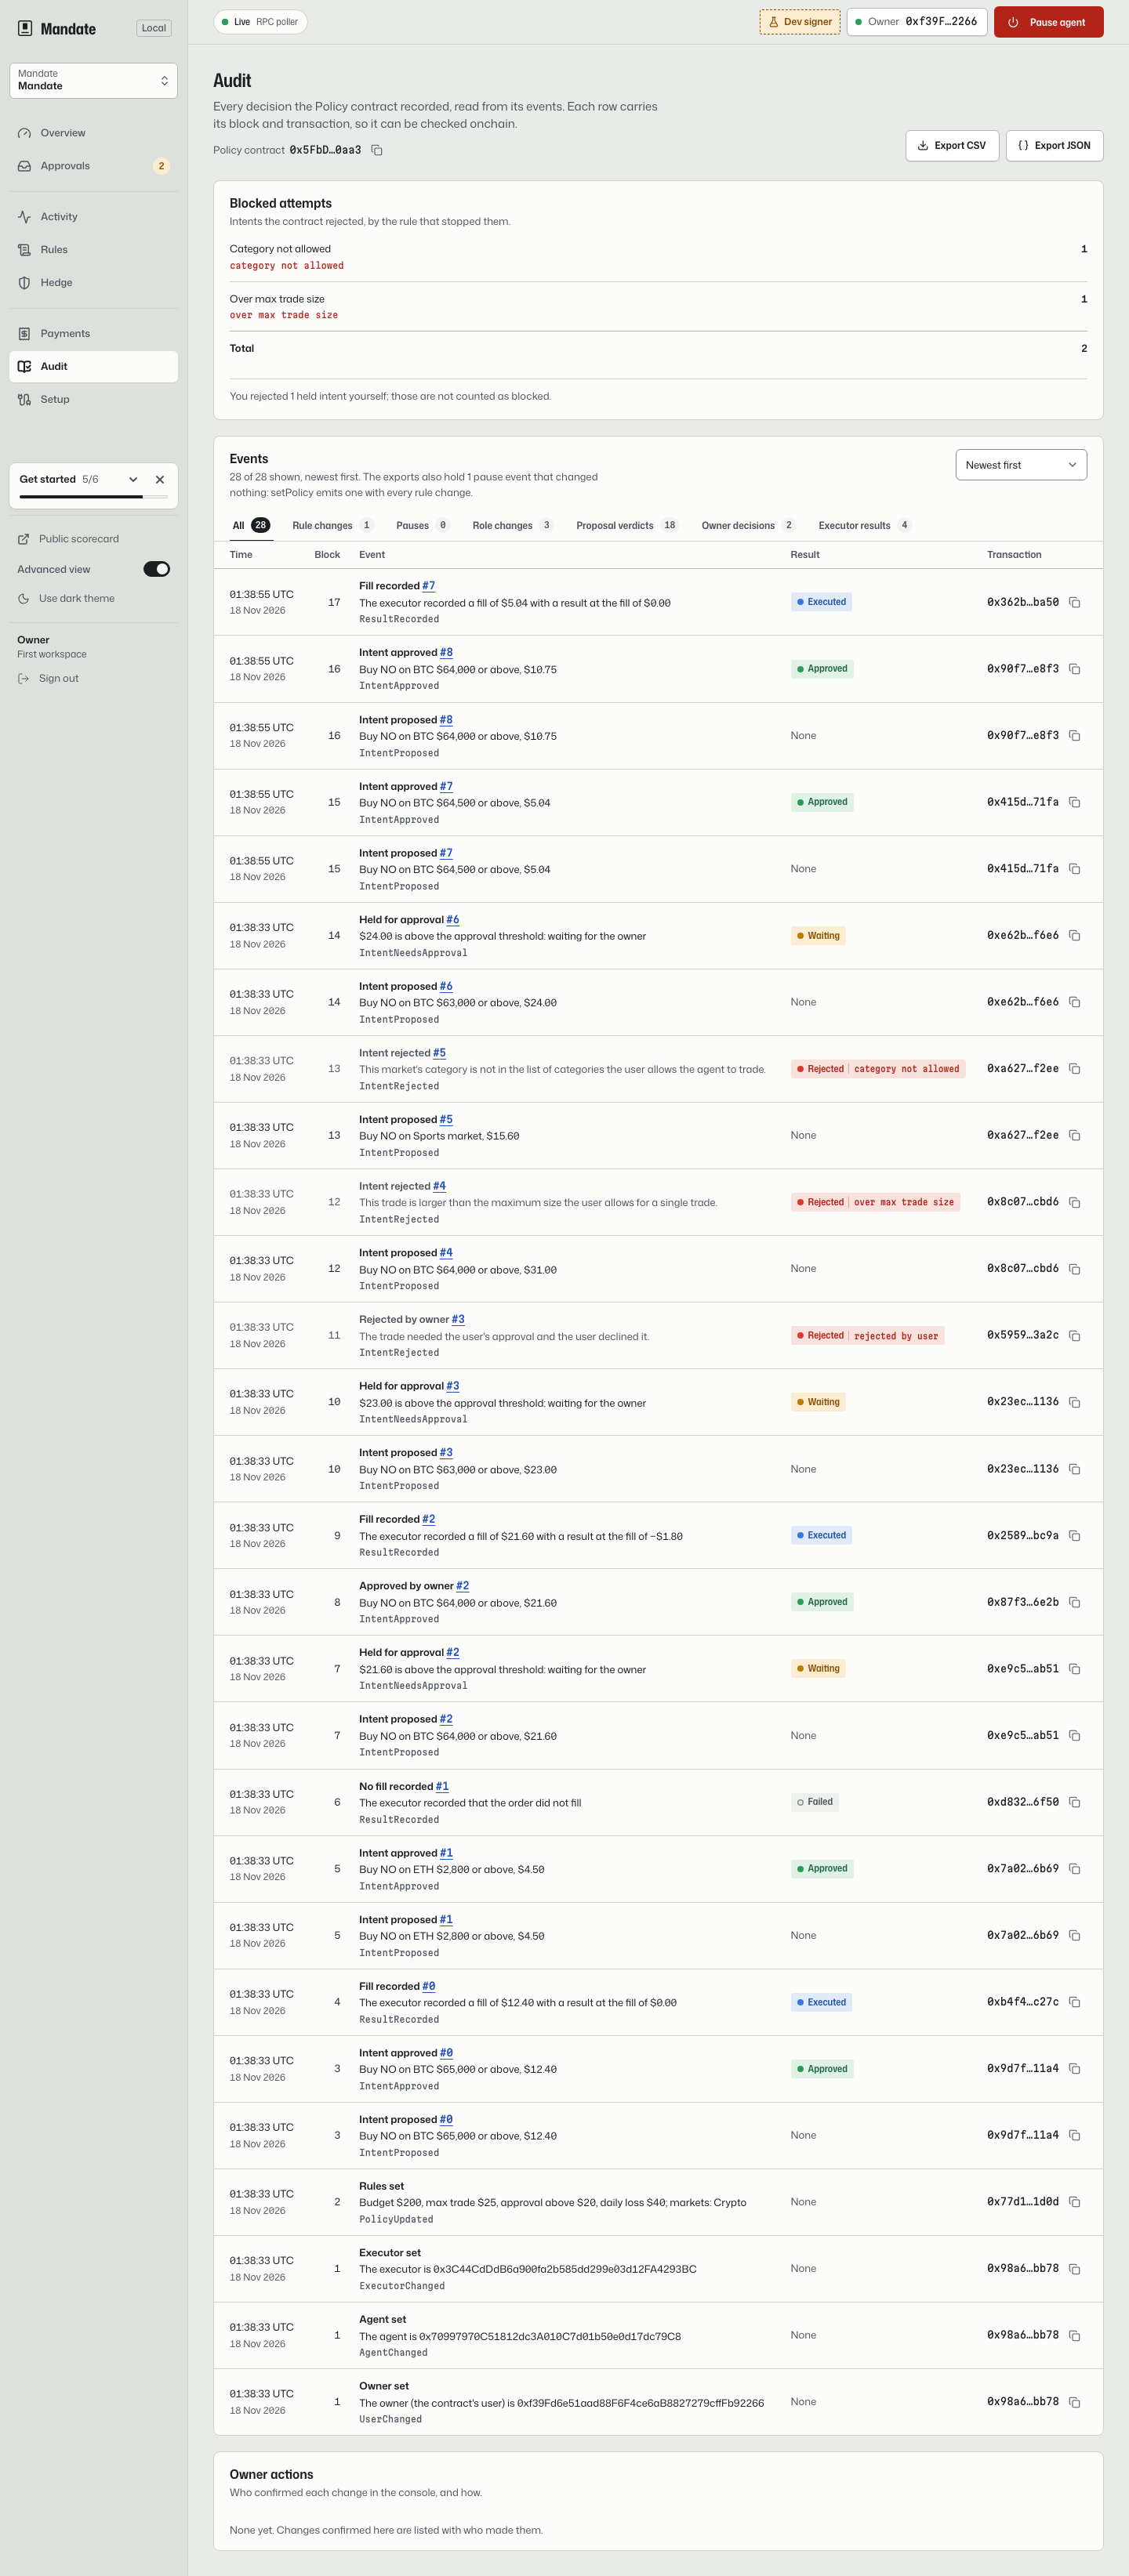 Mandate
Local
Live RPC poller
Dev signer
Owner 0xf39F…2266
Pause agent
Mandate
Mandate
Overview
Approvals 2
Activity
Rules
Hedge
Payments
Audit
Setup
Get started 5/6
Public scorecard
Advanced view
Use dark theme
Owner
First workspace
Sign out
Audit
Every decision the Policy contract recorded, read from its events. Each row carries
its block and transaction, so it can be checked onchain.
Policy contract 0x5FbD…0aa3
Export CSV
Export JSON
Blocked attempts
Intents the contract rejected, by the rule that stopped them.
Category not allowed 1
category not allowed
Over max trade size 1
over max trade size
Total 2
You rejected 1 held intent yourself; those are not counted as blocked.
Events
28 of 28 shown, newest first. The exports also hold 1 pause event that changed
nothing: setPolicy emits one with every rule change.
Newest first
All 28 Rule changes 1 Pauses 0 Role changes 3 Proposal verdicts 18 Owner decisions 2 Executor results 4
Time Block Event Result Transaction
Fill recorded #7
01:38:55 UTC 17 The executor recorded a fill of $5.04 with a result at the fill of $0.00 Executed 0x362b…ba50
18 Nov 2026 ResultRecorded
Intent approved #8
01:38:55 UTC 16 Buy NO on BTC $64,000 or above, $10.75 Approved 0x90f7…e8f3
18 Nov 2026 IntentApproved
Intent proposed #8
01:38:55 UTC 16 Buy NO on BTC $64,000 or above, $10.75 None 0x90f7…e8f3
18 Nov 2026 IntentProposed
Intent approved #7
01:38:55 UTC 15 Buy NO on BTC $64,500 or above, $5.04 Approved 0x415d…71fa
18 Nov 2026 IntentApproved
Intent proposed #7
01:38:55 UTC 15 Buy NO on BTC $64,500 or above, $5.04 None 0x415d…71fa
18 Nov 2026 IntentProposed
Held for approval #6
01:38:33 UTC 14 $24.00 is above the approval threshold: waiting for the owner Waiting 0xe62b…f6e6
18 Nov 2026 IntentNeedsApproval
Intent proposed #6
01:38:33 UTC 14 Buy NO on BTC $63,000 or above, $24.00 None 0xe62b…f6e6
18 Nov 2026 IntentProposed
Intent rejected #5
01:38:33 UTC 13 This market's category is not in the list of categories the user allows the agent to trade. Rejected category not allowed 0xa627…f2ee
18 Nov 2026 IntentRejected
Intent proposed #5
01:38:33 UTC 13 Buy NO on Sports market, $15.60 None 0xa627…f2ee
18 Nov 2026 IntentProposed
Intent rejected #4
01:38:33 UTC 12 This trade is larger than the maximum size the user allows for a single trade. Rejected over max trade size 0x8c07…cbd6
18 Nov 2026 IntentRejected
Intent proposed #4
01:38:33 UTC 12 Buy NO on BTC $64,000 or above, $31.00 None 0x8c07…cbd6
18 Nov 2026 IntentProposed
Rejected by owner #3
01:38:33 UTC 11 The trade needed the user's approval and the user declined it. Rejected rejected by user 0x5959…3a2c
18 Nov 2026 IntentRejected
Held for approval #3
01:38:33 UTC 10 $23.00 is above the approval threshold: waiting for the owner Waiting 0x23ec…1136
18 Nov 2026 IntentNeedsApproval
Intent proposed #3
01:38:33 UTC 10 Buy NO on BTC $63,000 or above, $23.00 None 0x23ec…1136
18 Nov 2026 IntentProposed
Fill recorded #2
01:38:33 UTC 9 The executor recorded a fill of $21.60 with a result at the fill of −$1.80 Executed 0x2589…bc9a
18 Nov 2026 ResultRecorded
Approved by owner #2
01:38:33 UTC 8 Buy NO on BTC $64,000 or above, $21.60 Approved 0x87f3…6e2b
18 Nov 2026 IntentApproved
Held for approval #2
01:38:33 UTC 7 $21.60 is above the approval threshold: waiting for the owner Waiting 0xe9c5…ab51
18 Nov 2026 IntentNeedsApproval
Intent proposed #2
01:38:33 UTC 7 Buy NO on BTC $64,000 or above, $21.60 None 0xe9c5…ab51
18 Nov 2026 IntentProposed
No fill recorded #1
01:38:33 UTC 6 The executor recorded that the order did not fill Failed 0xd832…6f50
18 Nov 2026 ResultRecorded
Intent approved #1
01:38:33 UTC 5 Buy NO on ETH $2,800 or above, $4.50 Approved 0x7a02…6b69
18 Nov 2026 IntentApproved
Intent proposed #1
01:38:33 UTC 5 Buy NO on ETH $2,800 or above, $4.50 None 0x7a02…6b69
18 Nov 2026 IntentProposed
Fill recorded #0
01:38:33 UTC 4 The executor recorded a fill of $12.40 with a result at the fill of $0.00 Executed 0xb4f4…c27c
18 Nov 2026 ResultRecorded
Intent approved #0
01:38:33 UTC 3 Buy NO on BTC $65,000 or above, $12.40 Approved 0x9d7f…11a4
18 Nov 2026 IntentApproved
Intent proposed #0
01:38:33 UTC 3 Buy NO on BTC $65,000 or above, $12.40 None 0x9d7f…11a4
18 Nov 2026 IntentProposed
Rules set
01:38:33 UTC 2 Budget $200, max trade $25, approval above $20, daily loss $40; markets: Crypto None 0x77d1…1d0d
18 Nov 2026 PolicyUpdated
Executor set
01:38:33 UTC 1 The executor is 0x3C44CdDdB6a900fa2b585dd299e03d12FA4293BC None 0x98a6…bb78
18 Nov 2026 ExecutorChanged
Agent set
01:38:33 UTC 1 The agent is 0x70997970C51812dc3A010C7d01b50e0d17dc79C8 None 0x98a6…bb78
18 Nov 2026 AgentChanged
Owner set
01:38:33 UTC 1 The owner (the contract's user) is 0xf39Fd6e51aad88F6F4ce6aB8827279cffFb92266 None 0x98a6…bb78
18 Nov 2026 UserChanged
Owner actions
Who confirmed each change in the console, and how.
None yet. Changes confirmed here are listed with who made them.